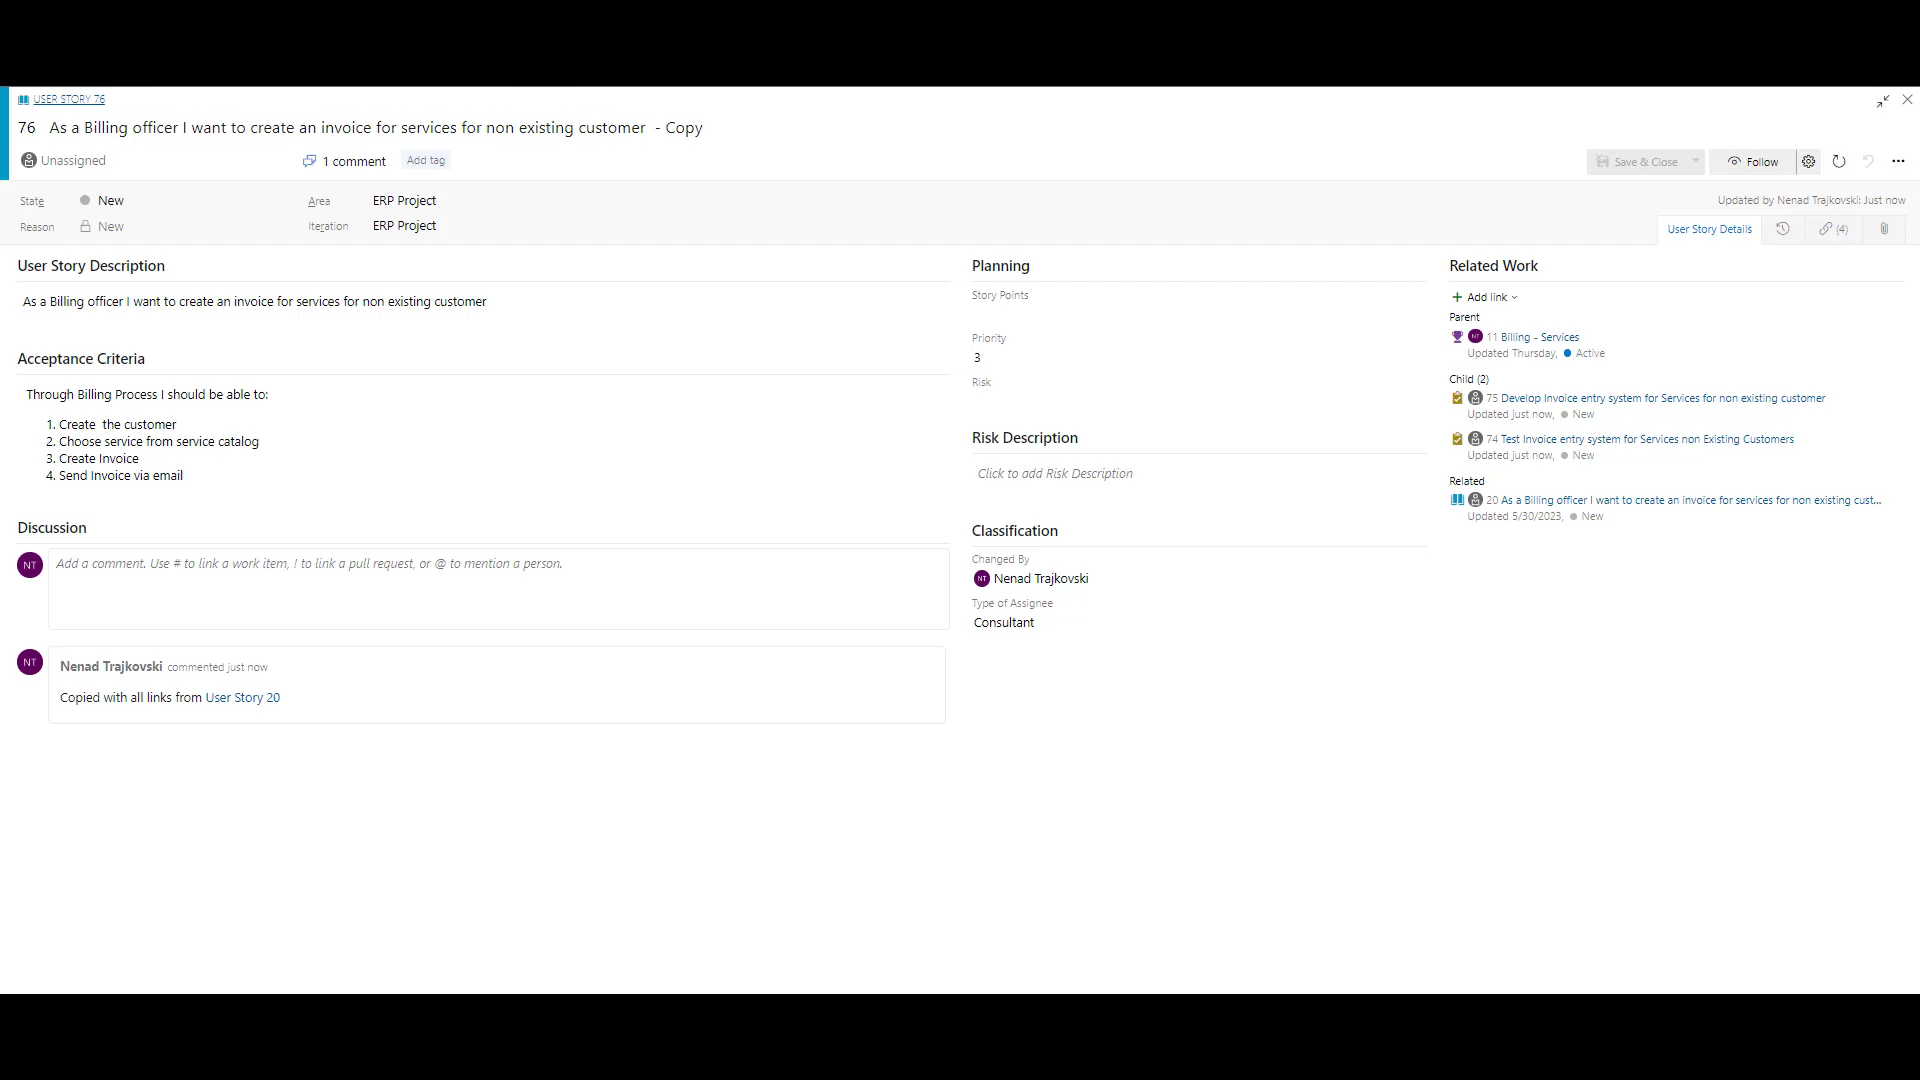 USER STORY 76
76 As a Billing officer I want to create an invoice for services for non existing customer - Copy
Unassigned
1 comment
Add tag
Save & Close
Follow
State
New
Area
ERP Project
Updated by Nenad Trajkovski: Just now
Reason
New
Iteration
ERP Project
User Story Details
(4)
User Story Description
As a Billing officer I want to create an invoice for services for non existing customer
Acceptance Criteria
Through Billing Process I should be able to:
1. Create the customer
2. Choose service from service catalog
3. Create Invoice
4. Send Invoice via email
Discussion
NT
Add a comment. Use # to link a work item, ! to link a pull request, or @ to mention a person.
NT
Nenad Trajkovski commented just now
Copied with all links from User Story 20
Planning
Story Points
Priority
3
Risk
Risk Description
Click to add Risk Description
Classification
Changed By
NT Nenad Trajkovski
Type of Assignee
Consultant
Related Work
Add link
Parent
NT 11 Billing - Services
Updated Thursday, Active
Child (2)
75 Develop Invoice entry system for Services for non existing customer
Updated just now, New
74 Test Invoice entry system for Services non Existing Customers
Updated just now, New
Related
20 As a Billing officer I want to create an invoice for services for non existing cust...
Updated 5/30/2023, New